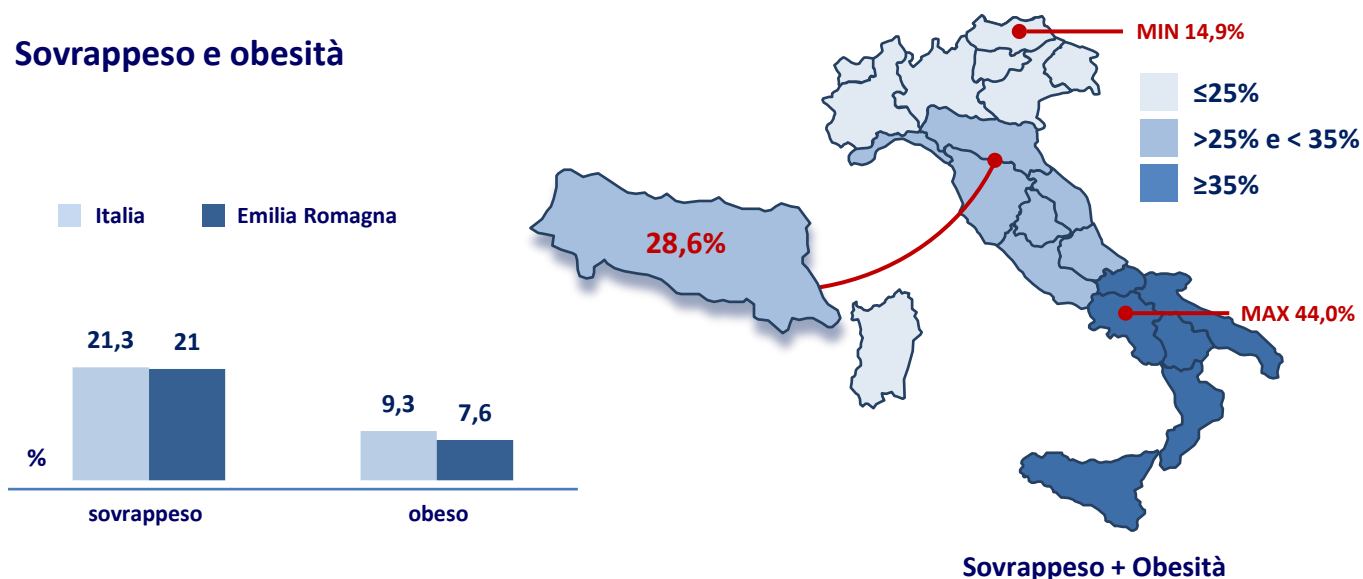 Sovrappeso e obesità
Italia
Emilia Romagna
21,3
21
9,3
7,6
%
sovrappeso
obeso
28,6%
MIN 14,9%
≤25%
>25% e < 35%
≥35%
MAX 44,0%
Sovrappeso + Obesità